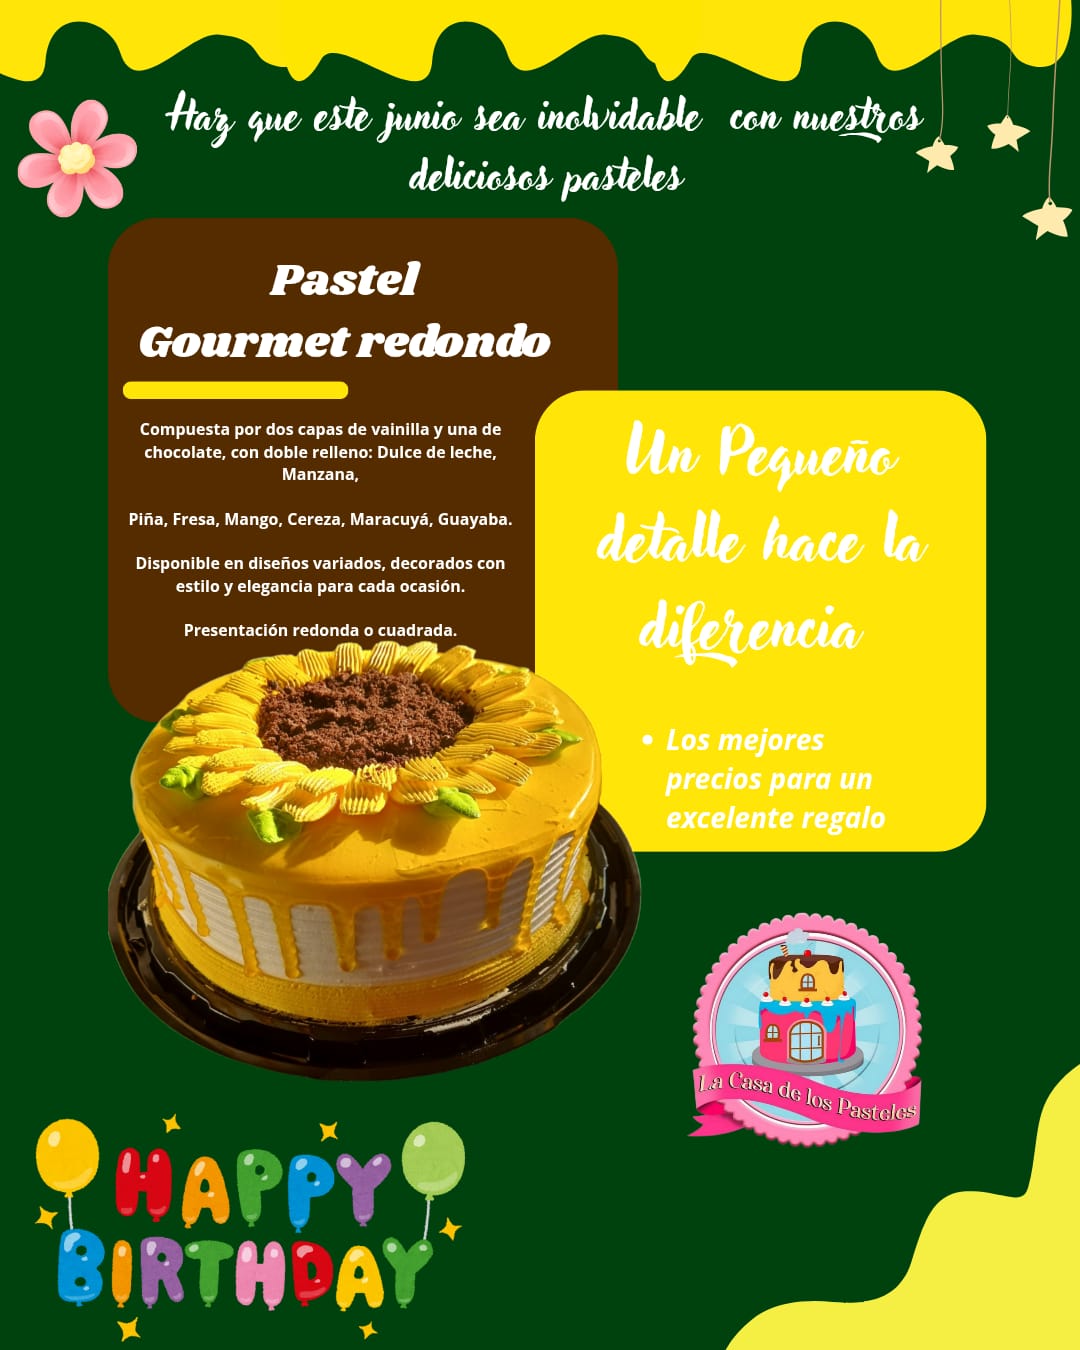 Haz que este junio sea inolvidable con nuestros
deliciosos pasteles
Pastel
Gourmet redondo
Compuesta por dos capas de vainilla y una de
chocolate, con doble relleno: Dulce de leche,
Manzana,
Piña, Fresa, Mango, Cereza, Maracuyá, Guayaba.
Disponible en diseños variados, decorados con
estilo y elegancia para cada ocasión.
Presentación redonda o cuadrada.
Un Pequeño
detalle hace la
diferencia
• Los mejores
precios para un
excelente regalo
La Casa de los Pasteles
HAPPY
BIRTHDAY